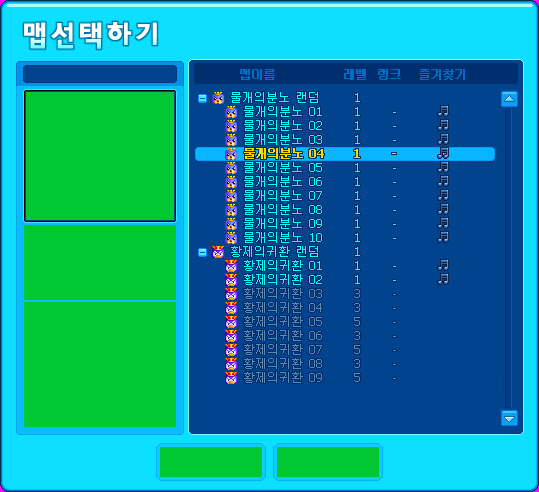 맵선택하기
맵이름 레벨 링크 즐겨찾기
물개의분노 랜덤 1
물개의분노 01 1 -
물개의분노 02 1 -
물개의분노 03 1 -
물개의분노 04 1 -
물개의분노 05 1 -
물개의분노 06 1 -
물개의분노 07 1 -
물개의분노 08 1 -
물개의분노 09 1 -
물개의분노 10 1 -
황제의귀환 랜덤 1
황제의귀환 01 1 -
황제의귀환 02 1 -
황제의귀환 03 3 -
황제의귀환 04 3 -
황제의귀환 05 5 -
황제의귀환 06 3 -
황제의귀환 07 5 -
황제의귀환 08 3 -
황제의귀환 09 5 -